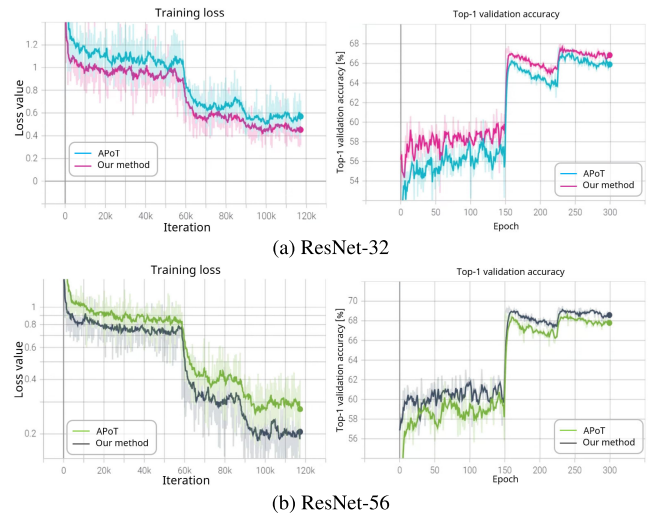 Training loss
Top-1 validation accuracy
Loss value
1.2
1
0.8
0.6
0.4
0.2
0
APoT
Our method
0 20k 40k 60k 80k 100k 120k
Iteration
Top-1 validation accuracy [%]
68
66
64
62
60
58
56
54
APoT
Our method
0 50 100 150 200 250 300
Epoch
(a) ResNet-32
Training loss
Top-1 validation accuracy
Loss value
1
0.8
0.6
0.4
0.2
APoT
Our method
0 20k 40k 60k 80k 100k 120k
Iteration
Top-1 validation accuracy [%]
70
68
66
64
62
60
58
56
APoT
Our method
0 50 100 150 200 250 300
Epoch
(b) ResNet-56